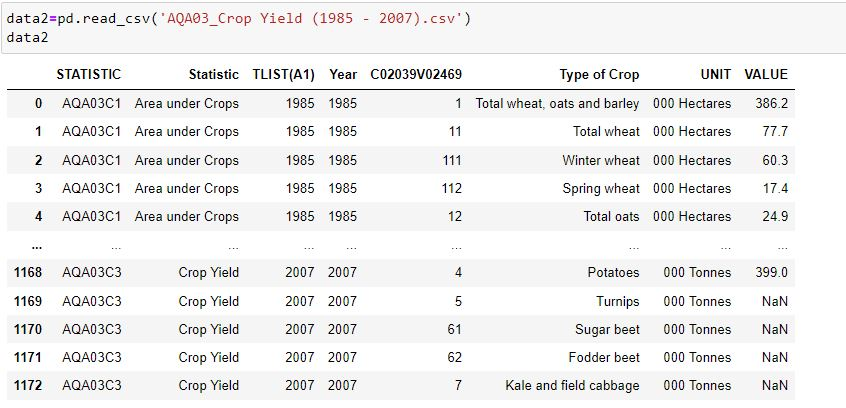 data2=pd.read_csv('AQA03_Crop Yield (1985 - 2007).csv')
data2
STATISTIC Statistic TLIST(A1) Year C02039V02469 Type of Crop UNIT VALUE
0 AQA03C1 Area under Crops 1985 1985 1 Total wheat, oats and barley 000 Hectares 386.2
1 AQA03C1 Area under Crops 1985 1985 11 Total wheat 000 Hectares 77.7
2 AQA03C1 Area under Crops 1985 1985 111 Winter wheat 000 Hectares 60.3
3 AQA03C1 Area under Crops 1985 1985 112 Spring wheat 000 Hectares 17.4
4 AQA03C1 Area under Crops 1985 1985 12 Total oats 000 Hectares 24.9
... ... ... ... ... ... ... ... ...
1168 AQA03C3 Crop Yield 2007 2007 4 Potatoes 000 Tonnes 399.0
1169 AQA03C3 Crop Yield 2007 2007 5 Turnips 000 Tonnes NaN
1170 AQA03C3 Crop Yield 2007 2007 61 Sugar beet 000 Tonnes NaN
1171 AQA03C3 Crop Yield 2007 2007 62 Fodder beet 000 Tonnes NaN
1172 AQA03C3 Crop Yield 2007 2007 7 Kale and field cabbage 000 Tonnes NaN